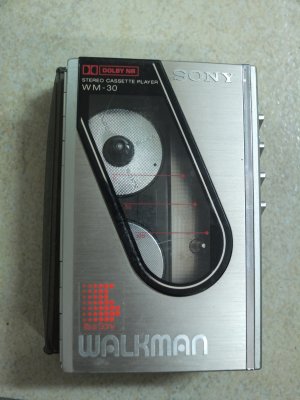 DOLBY NR
SONY
STEREO CASSETTE PLAYER
WM-30
WALKMAN